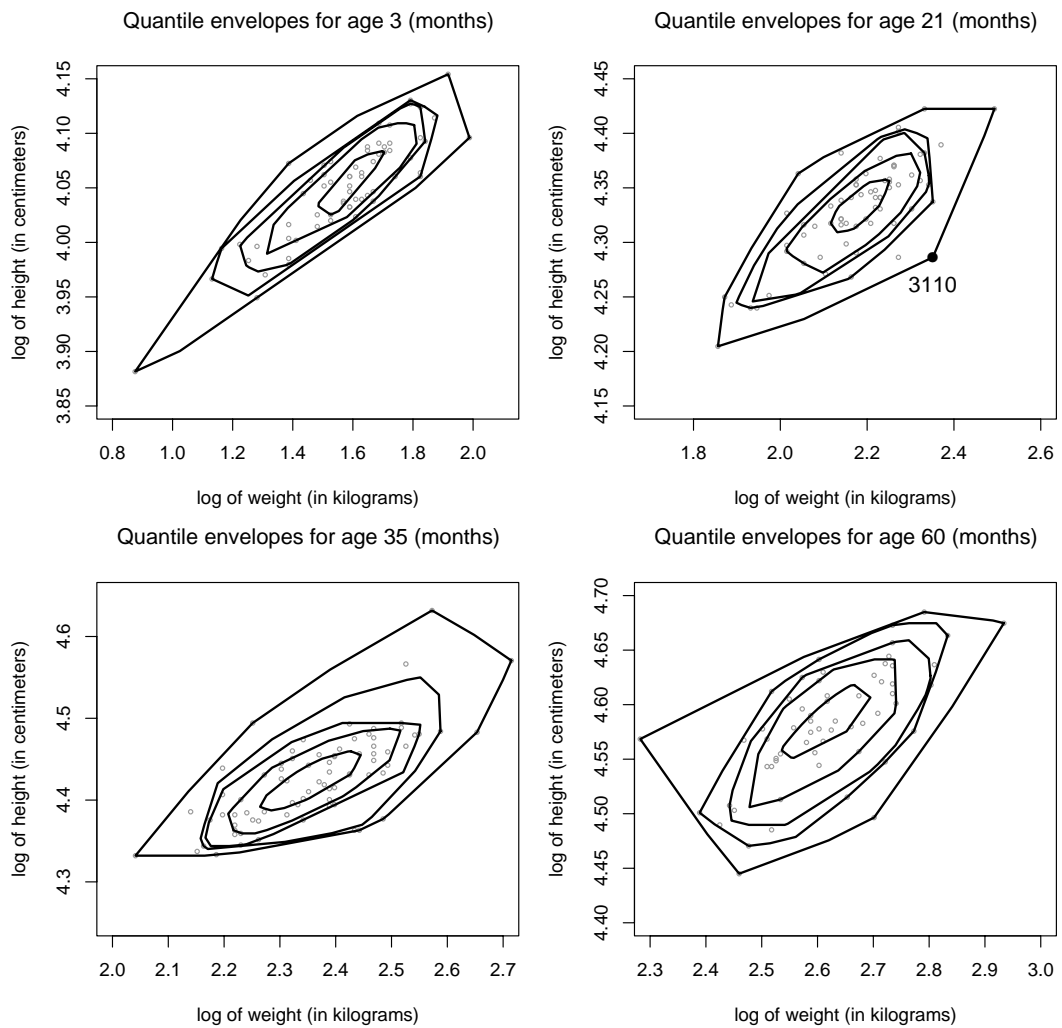 Quantile envelopes for age 3 (months)
log of height (in centimeters)
4.15
4.10
4.05
4.00
3.95
3.90
3.85
0.8 1.0 1.2 1.4 1.6 1.8 2.0
log of weight (in kilograms)
Quantile envelopes for age 21 (months)
log of height (in centimeters)
4.45
4.40
4.35
4.30
4.25
4.20
4.15
3110
1.8 2.0 2.2 2.4 2.6
log of weight (in kilograms)
Quantile envelopes for age 35 (months)
log of height (in centimeters)
4.6
4.5
4.4
4.3
2.0 2.1 2.2 2.3 2.4 2.5 2.6 2.7
log of weight (in kilograms)
Quantile envelopes for age 60 (months)
log of height (in centimeters)
4.70
4.65
4.60
4.55
4.50
4.45
4.40
2.3 2.4 2.5 2.6 2.7 2.8 2.9 3.0
log of weight (in kilograms)